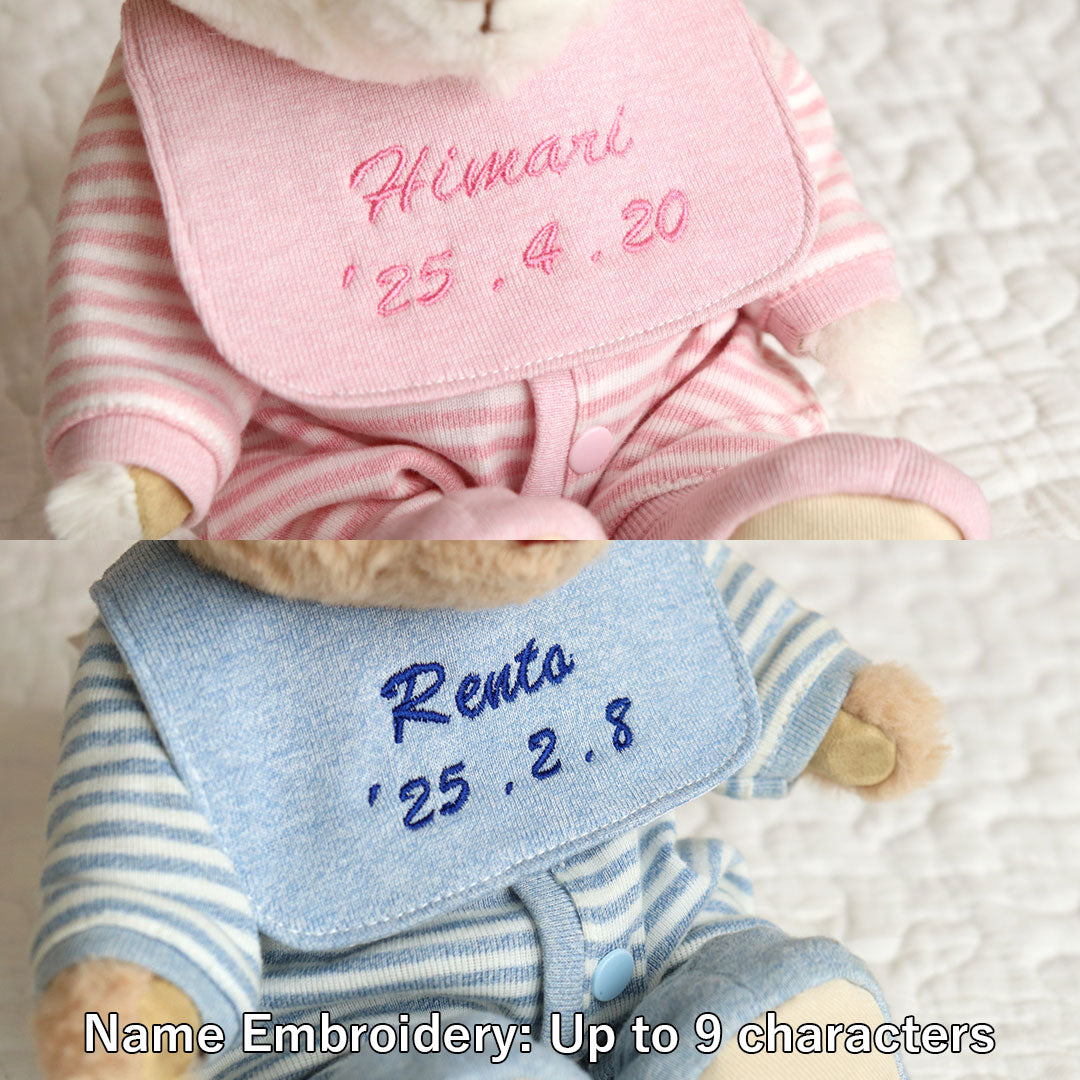 Himari
'25.4.20
Rento
'25.2.8
Name Embroidery: Up to 9 characters